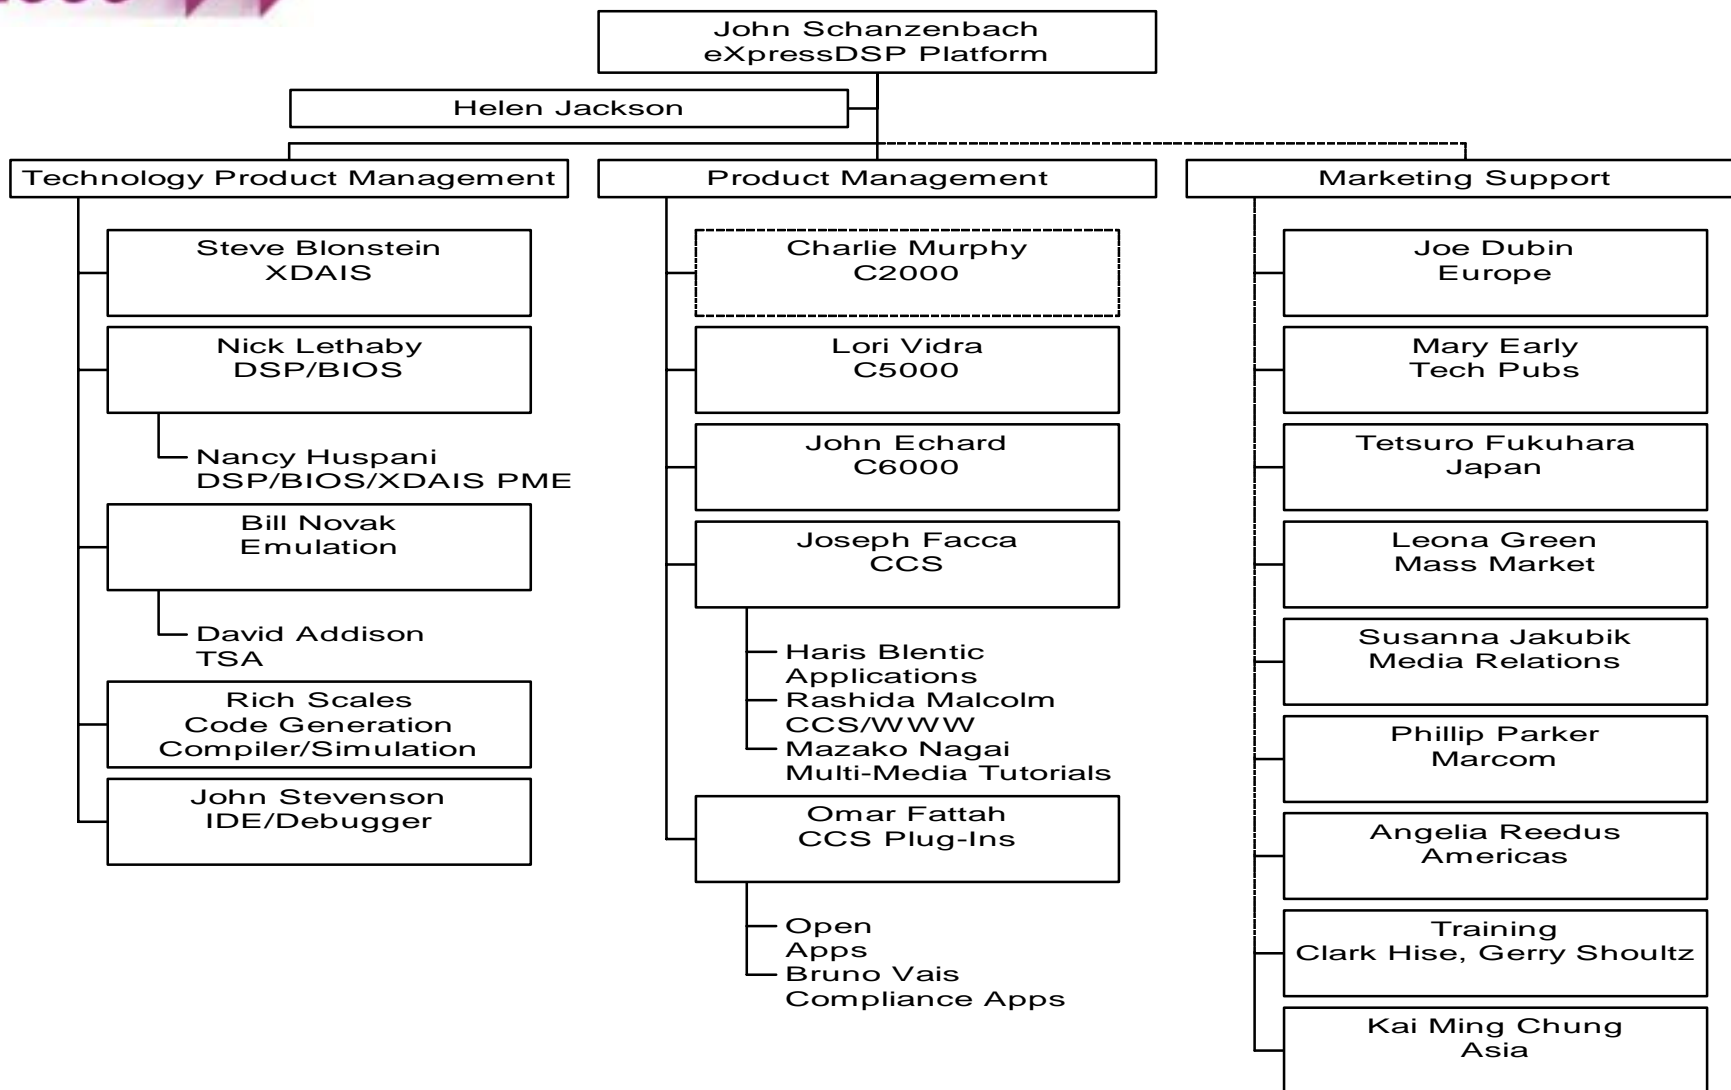 John Schanzenbach
eXpressDSP Platform
Helen Jackson
Technology Product Management
Steve Blonstein
XDAIS
Nick Lethaby
DSP/BIOS
Nancy Huspani
DSP/BIOS/XDAIS PME
Bill Novak
Emulation
David Addison
TSA
Rich Scales
Code Generation
Compiler/Simulation
John Stevenson
IDE/Debugger
Product Management
Charlie Murphy
C2000
Lori Vidra
C5000
John Echard
C6000
Joseph Facca
CCS
Haris Blentic
Applications
Rashida Malcolm
CCS/WWW
Mazako Nagai
Multi-Media Tutorials
Omar Fattah
CCS Plug-Ins
Open
Apps
Bruno Vais
Compliance Apps
Marketing Support
Joe Dubin
Europe
Mary Early
Tech Pubs
Tetsuro Fukuhara
Japan
Leona Green
Mass Market
Susanna Jakubik
Media Relations
Phillip Parker
Marcom
Angelia Reedus
Americas
Training
Clark Hise, Gerry Shoultz
Kai Ming Chung
Asia